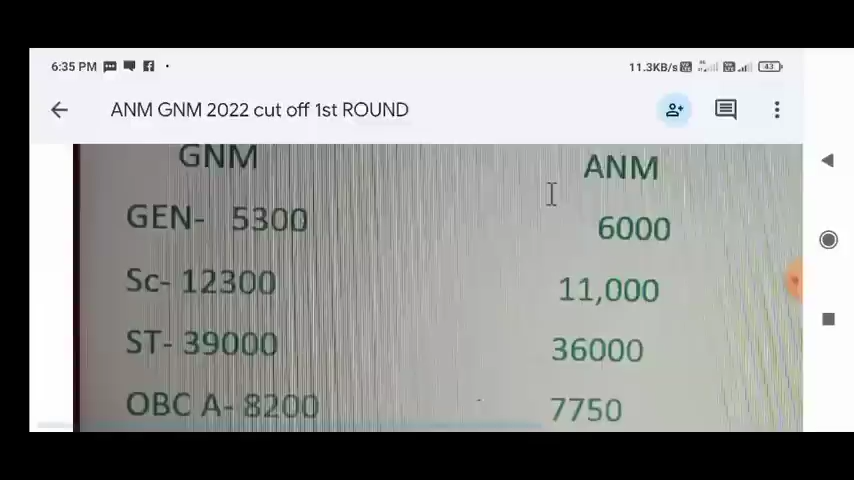 6:35 PM
11.3KB/s 43
ANM GNM 2022 cut off 1st ROUND
GNM ANM
GEN- 5300 6000
Sc- 12300 11,000
ST- 39000 36000
OBC A- 8200 7750